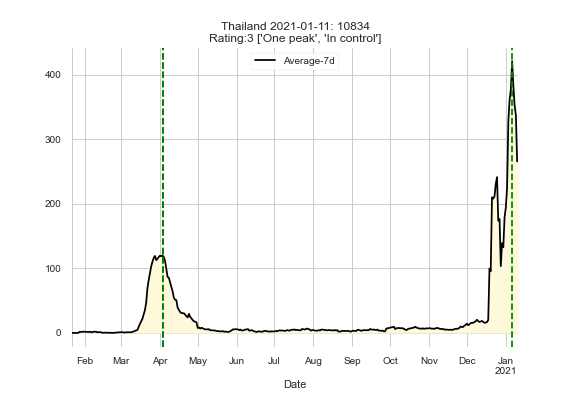 Thailand 2021-01-11: 10834
Rating:3 ['One peak', 'In control']
Average-7d
400
300
200
100
0
Feb Mar Apr May Jun Jul Aug Sep Oct Nov Dec Jan
2021
Date